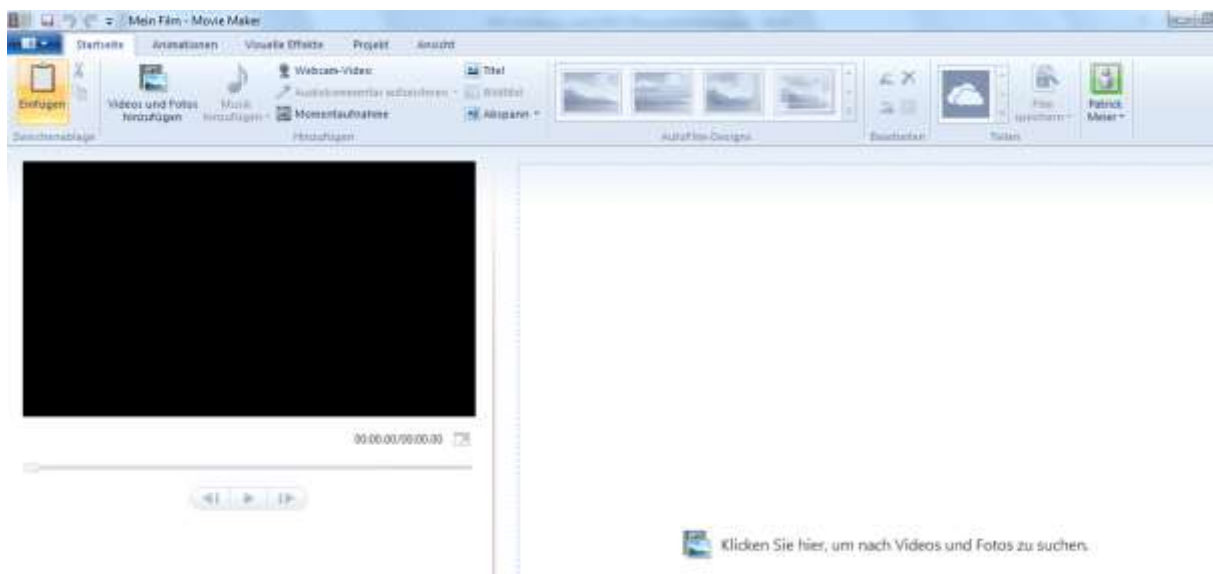 Mein Film - Movie Maker
Startseite Animationen Visuelle Effekte Projekt Ansicht
Einfügen
Videos und Fotos hinzufügen
Musik hinzufügen
Webcam-Video
Audiokommentar aufzeichnen
Momentaufnahme
Titel
Bildtitel
Abspann
Film speichern
Patrick Meier
Zwischenablage Hinzufügen AutoFilm-Designs Bearbeiten Teilen
00:00.00/00:00.00
Klicken Sie hier, um nach Videos und Fotos zu suchen.